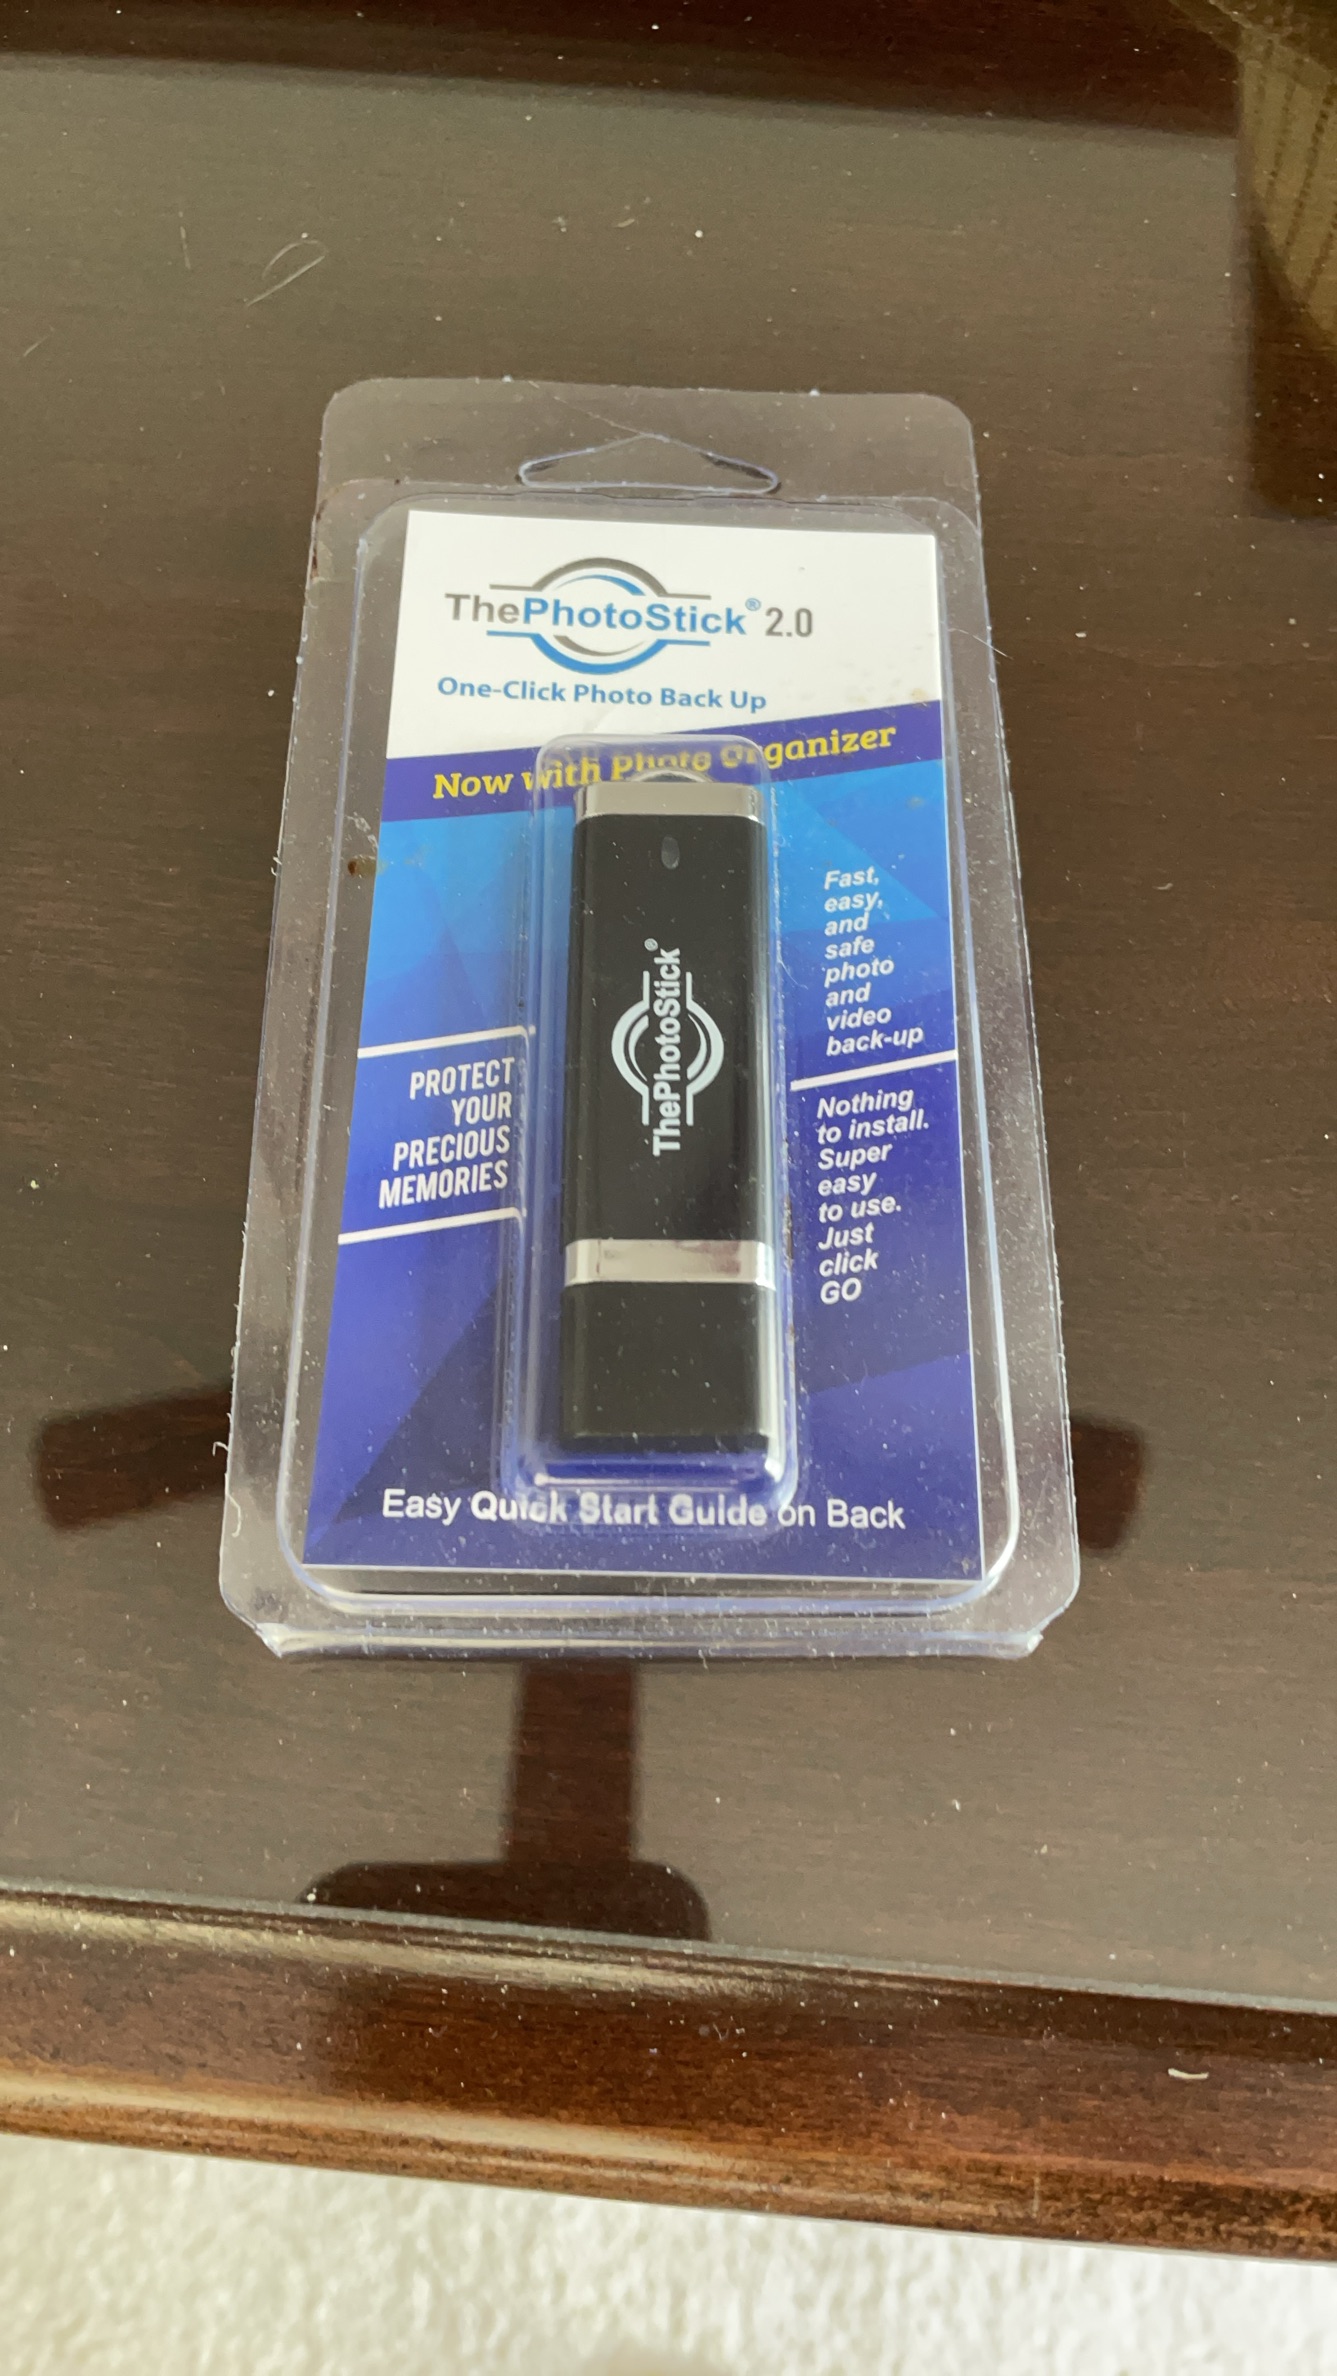 ThePhotoStick® 2.0
One-Click Photo Back Up
Now with Photo Organizer
Fast,
easy,
and
safe
photo
and
video
back-up
PROTECT
YOUR
PRECIOUS
MEMORIES
ThePhotoStick®
Nothing
to install.
Super
easy
to use.
Just
click
GO
Easy Quick Start Guide on Back